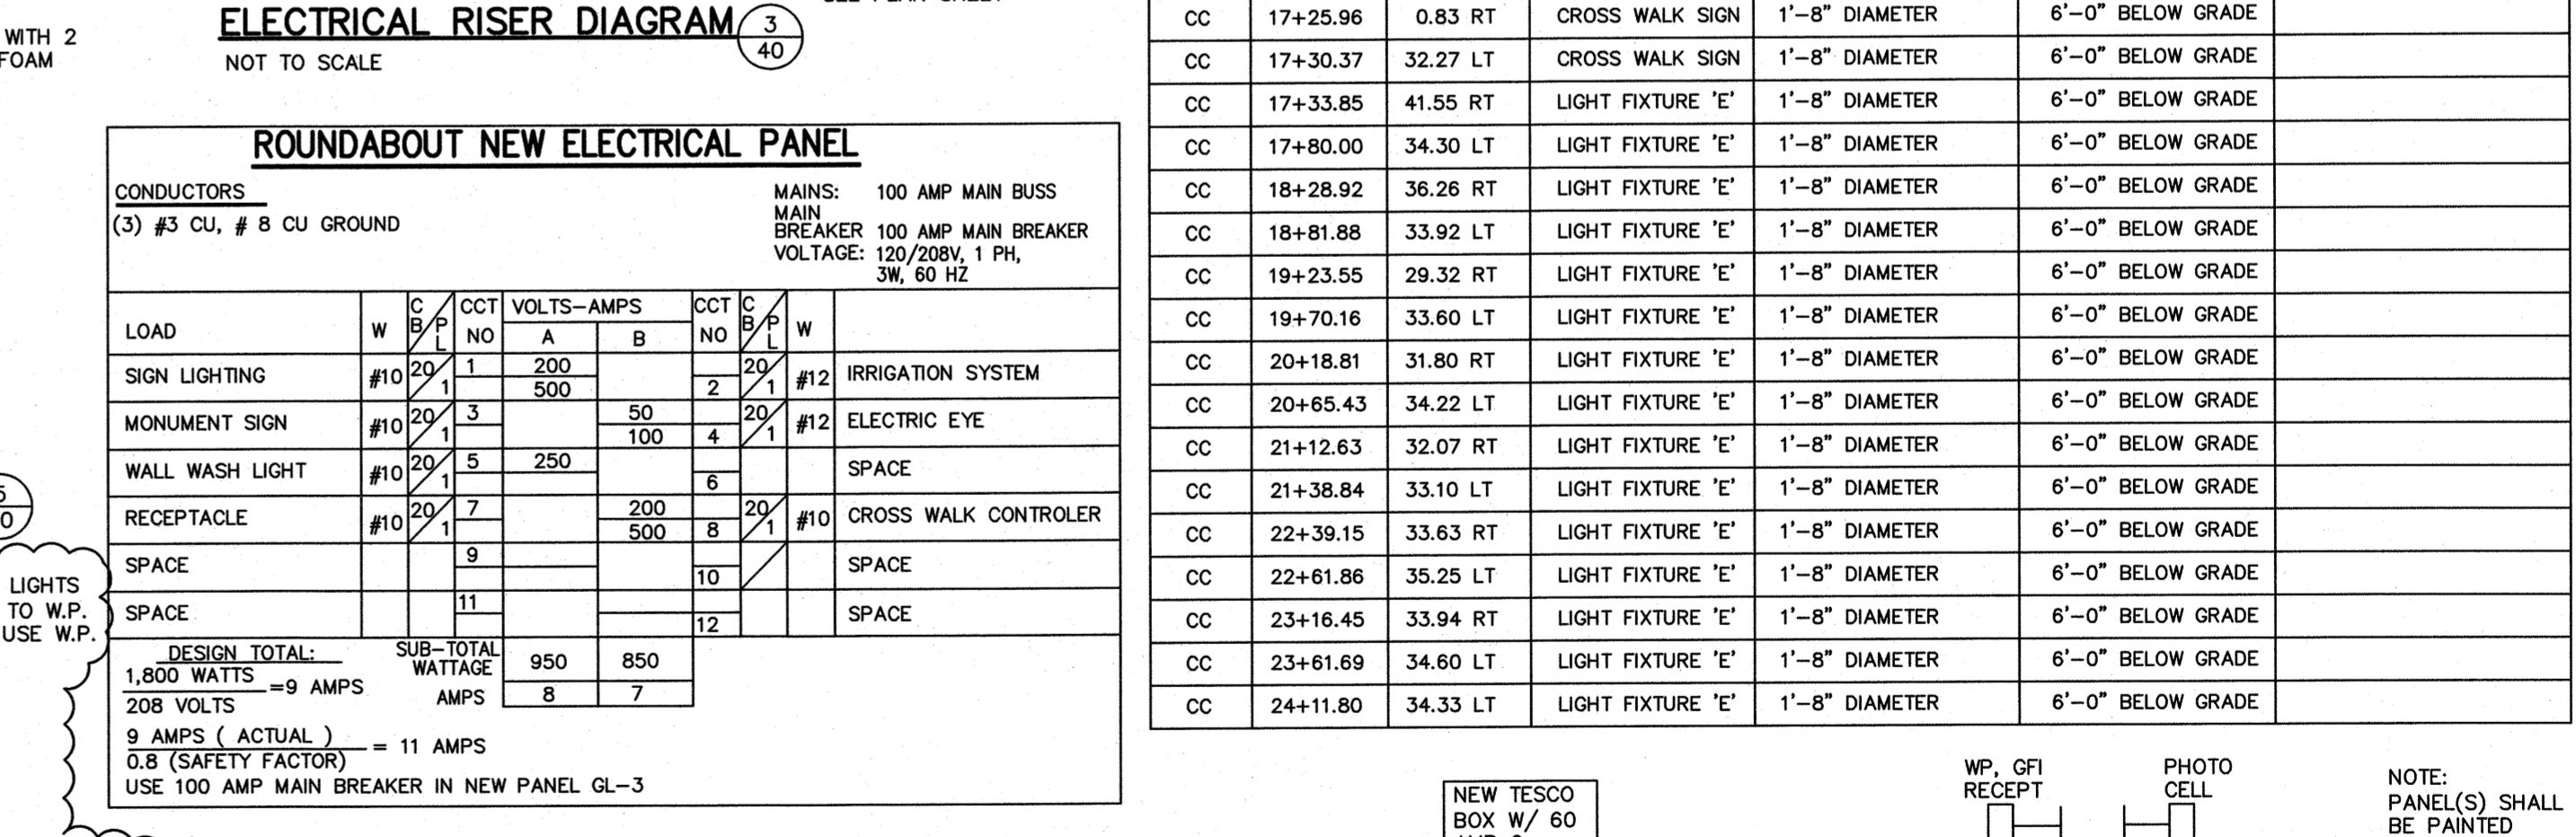 WITH 2
FOAM
ELECTRICAL RISER DIAGRAM 3
40
NOT TO SCALE
ROUNDABOUT NEW ELECTRICAL PANEL
CONDUCTORS
(3) #3 CU, # 8 CU GROUND
MAINS: 100 AMP MAIN BUSS
MAIN
BREAKER 100 AMP MAIN BREAKER
VOLTAGE: 120/208V, 1 PH,
3W, 60 HZ
LOAD W CB/PL CCT NO VOLTS-AMPS A B CCT NO CB/PL W
SIGN LIGHTING #10 20/1 1 200 500 2 20/1 #12 IRRIGATION SYSTEM
MONUMENT SIGN #10 20/1 3 50 100 4 20/1 #12 ELECTRIC EYE
WALL WASH LIGHT #10 20/1 5 250 6 SPACE
RECEPTACLE #10 20/1 7 200 500 8 20/1 #10 CROSS WALK CONTROLER
SPACE 9 10 SPACE
SPACE 11 12 SPACE
DESIGN TOTAL:
1,800 WATTS
=9 AMPS
208 VOLTS
SUB-TOTAL
WATTAGE 950 850
AMPS 8 7
9 AMPS ( ACTUAL )
= 11 AMPS
0.8 (SAFETY FACTOR)
USE 100 AMP MAIN BREAKER IN NEW PANEL GL-3
LIGHTS
TO W.P.
USE W.P.
CC 17+25.96 0.83 RT CROSS WALK SIGN 1'-8" DIAMETER 6'-0" BELOW GRADE
CC 17+30.37 32.27 LT CROSS WALK SIGN 1'-8" DIAMETER 6'-0" BELOW GRADE
CC 17+33.85 41.55 RT LIGHT FIXTURE 'E' 1'-8" DIAMETER 6'-0" BELOW GRADE
CC 17+80.00 34.30 LT LIGHT FIXTURE 'E' 1'-8" DIAMETER 6'-0" BELOW GRADE
CC 18+28.92 36.26 RT LIGHT FIXTURE 'E' 1'-8" DIAMETER 6'-0" BELOW GRADE
CC 18+81.88 33.92 LT LIGHT FIXTURE 'E' 1'-8" DIAMETER 6'-0" BELOW GRADE
CC 19+23.55 29.32 RT LIGHT FIXTURE 'E' 1'-8" DIAMETER 6'-0" BELOW GRADE
CC 19+70.16 33.60 LT LIGHT FIXTURE 'E' 1'-8" DIAMETER 6'-0" BELOW GRADE
CC 20+18.81 31.80 RT LIGHT FIXTURE 'E' 1'-8" DIAMETER 6'-0" BELOW GRADE
CC 20+65.43 34.22 LT LIGHT FIXTURE 'E' 1'-8" DIAMETER 6'-0" BELOW GRADE
CC 21+12.63 32.07 RT LIGHT FIXTURE 'E' 1'-8" DIAMETER 6'-0" BELOW GRADE
CC 21+38.84 33.10 LT LIGHT FIXTURE 'E' 1'-8" DIAMETER 6'-0" BELOW GRADE
CC 22+39.15 33.63 RT LIGHT FIXTURE 'E' 1'-8" DIAMETER 6'-0" BELOW GRADE
CC 22+61.86 35.25 LT LIGHT FIXTURE 'E' 1'-8" DIAMETER 6'-0" BELOW GRADE
CC 23+16.45 33.94 RT LIGHT FIXTURE 'E' 1'-8" DIAMETER 6'-0" BELOW GRADE
CC 23+61.69 34.60 LT LIGHT FIXTURE 'E' 1'-8" DIAMETER 6'-0" BELOW GRADE
CC 24+11.80 34.33 LT LIGHT FIXTURE 'E' 1'-8" DIAMETER 6'-0" BELOW GRADE
NEW TESCO
BOX W/ 60
WP, GFI
RECEPT
PHOTO
CELL
NOTE:
PANEL(S) SHALL
BE PAINTED